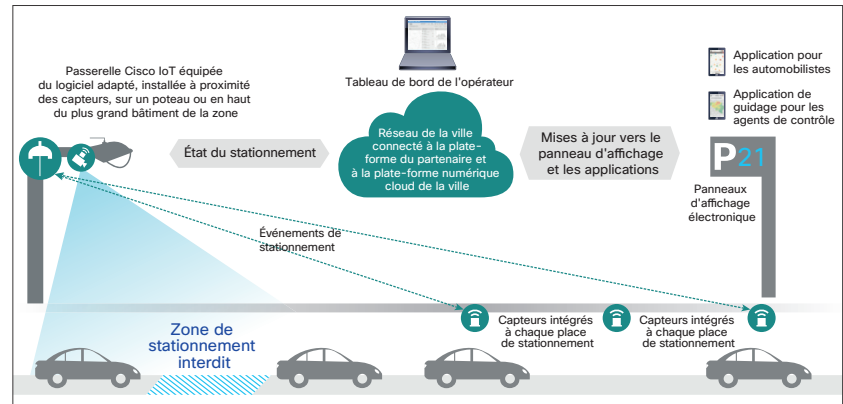 Passerelle Cisco IoT équipée
du logiciel adapté, installée à proximité
des capteurs, sur un poteau ou en haut
du plus grand bâtiment de la zone
État du stationnement
Tableau de bord de l'opérateur
Réseau de la ville
connecté à la plate-
forme du partenaire et
à la plate-forme numérique
cloud de la ville
Mises à jour vers le
panneau d'affichage
et les applications
Application pour
les automobilistes
Application de
guidage pour les
agents de contrôle
P21
Panneaux
d'affichage
électronique
Événements de
stationnement
Zone de
stationnement
interdit
Capteurs intégrés
à chaque place
de stationnement
Capteurs intégrés
à chaque place
de stationnement